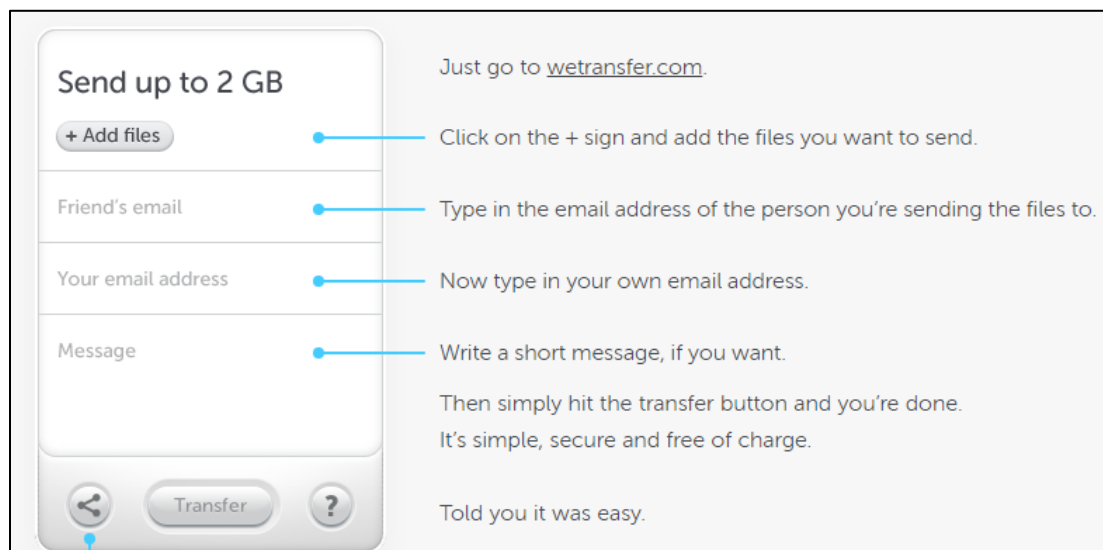 Send up to 2 GB
+ Add files
Friend's email
Your email address
Message
Transfer
?
Just go to wetransfer.com.
Click on the + sign and add the files you want to send.
Type in the email address of the person you're sending the files to.
Now type in your own email address.
Write a short message, if you want.
Then simply hit the transfer button and you're done.
It's simple, secure and free of charge.
Told you it was easy.